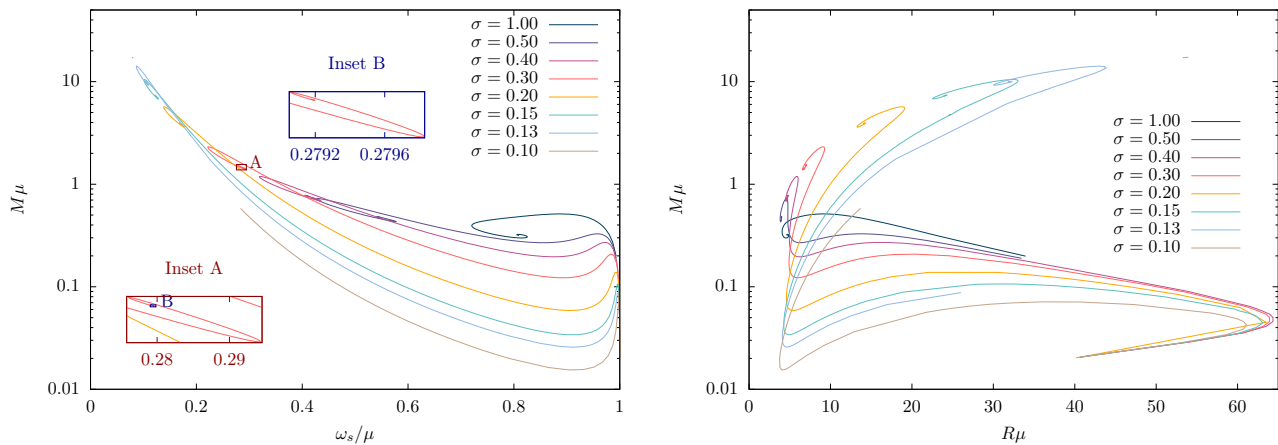 10
1
0.1
0.01
Mμ
0
0.2
0.4
0.6
0.8
1
ω_s/μ
σ = 1.00
σ = 0.50
σ = 0.40
σ = 0.30
σ = 0.20
σ = 0.15
σ = 0.13
σ = 0.10
Inset B
0.2792 0.2796
A
Inset A
B
0.28 0.29
10
1
0.1
0.01
Mμ
0
10
20
30
40
50
60
Rμ
σ = 1.00
σ = 0.50
σ = 0.40
σ = 0.30
σ = 0.20
σ = 0.15
σ = 0.13
σ = 0.10